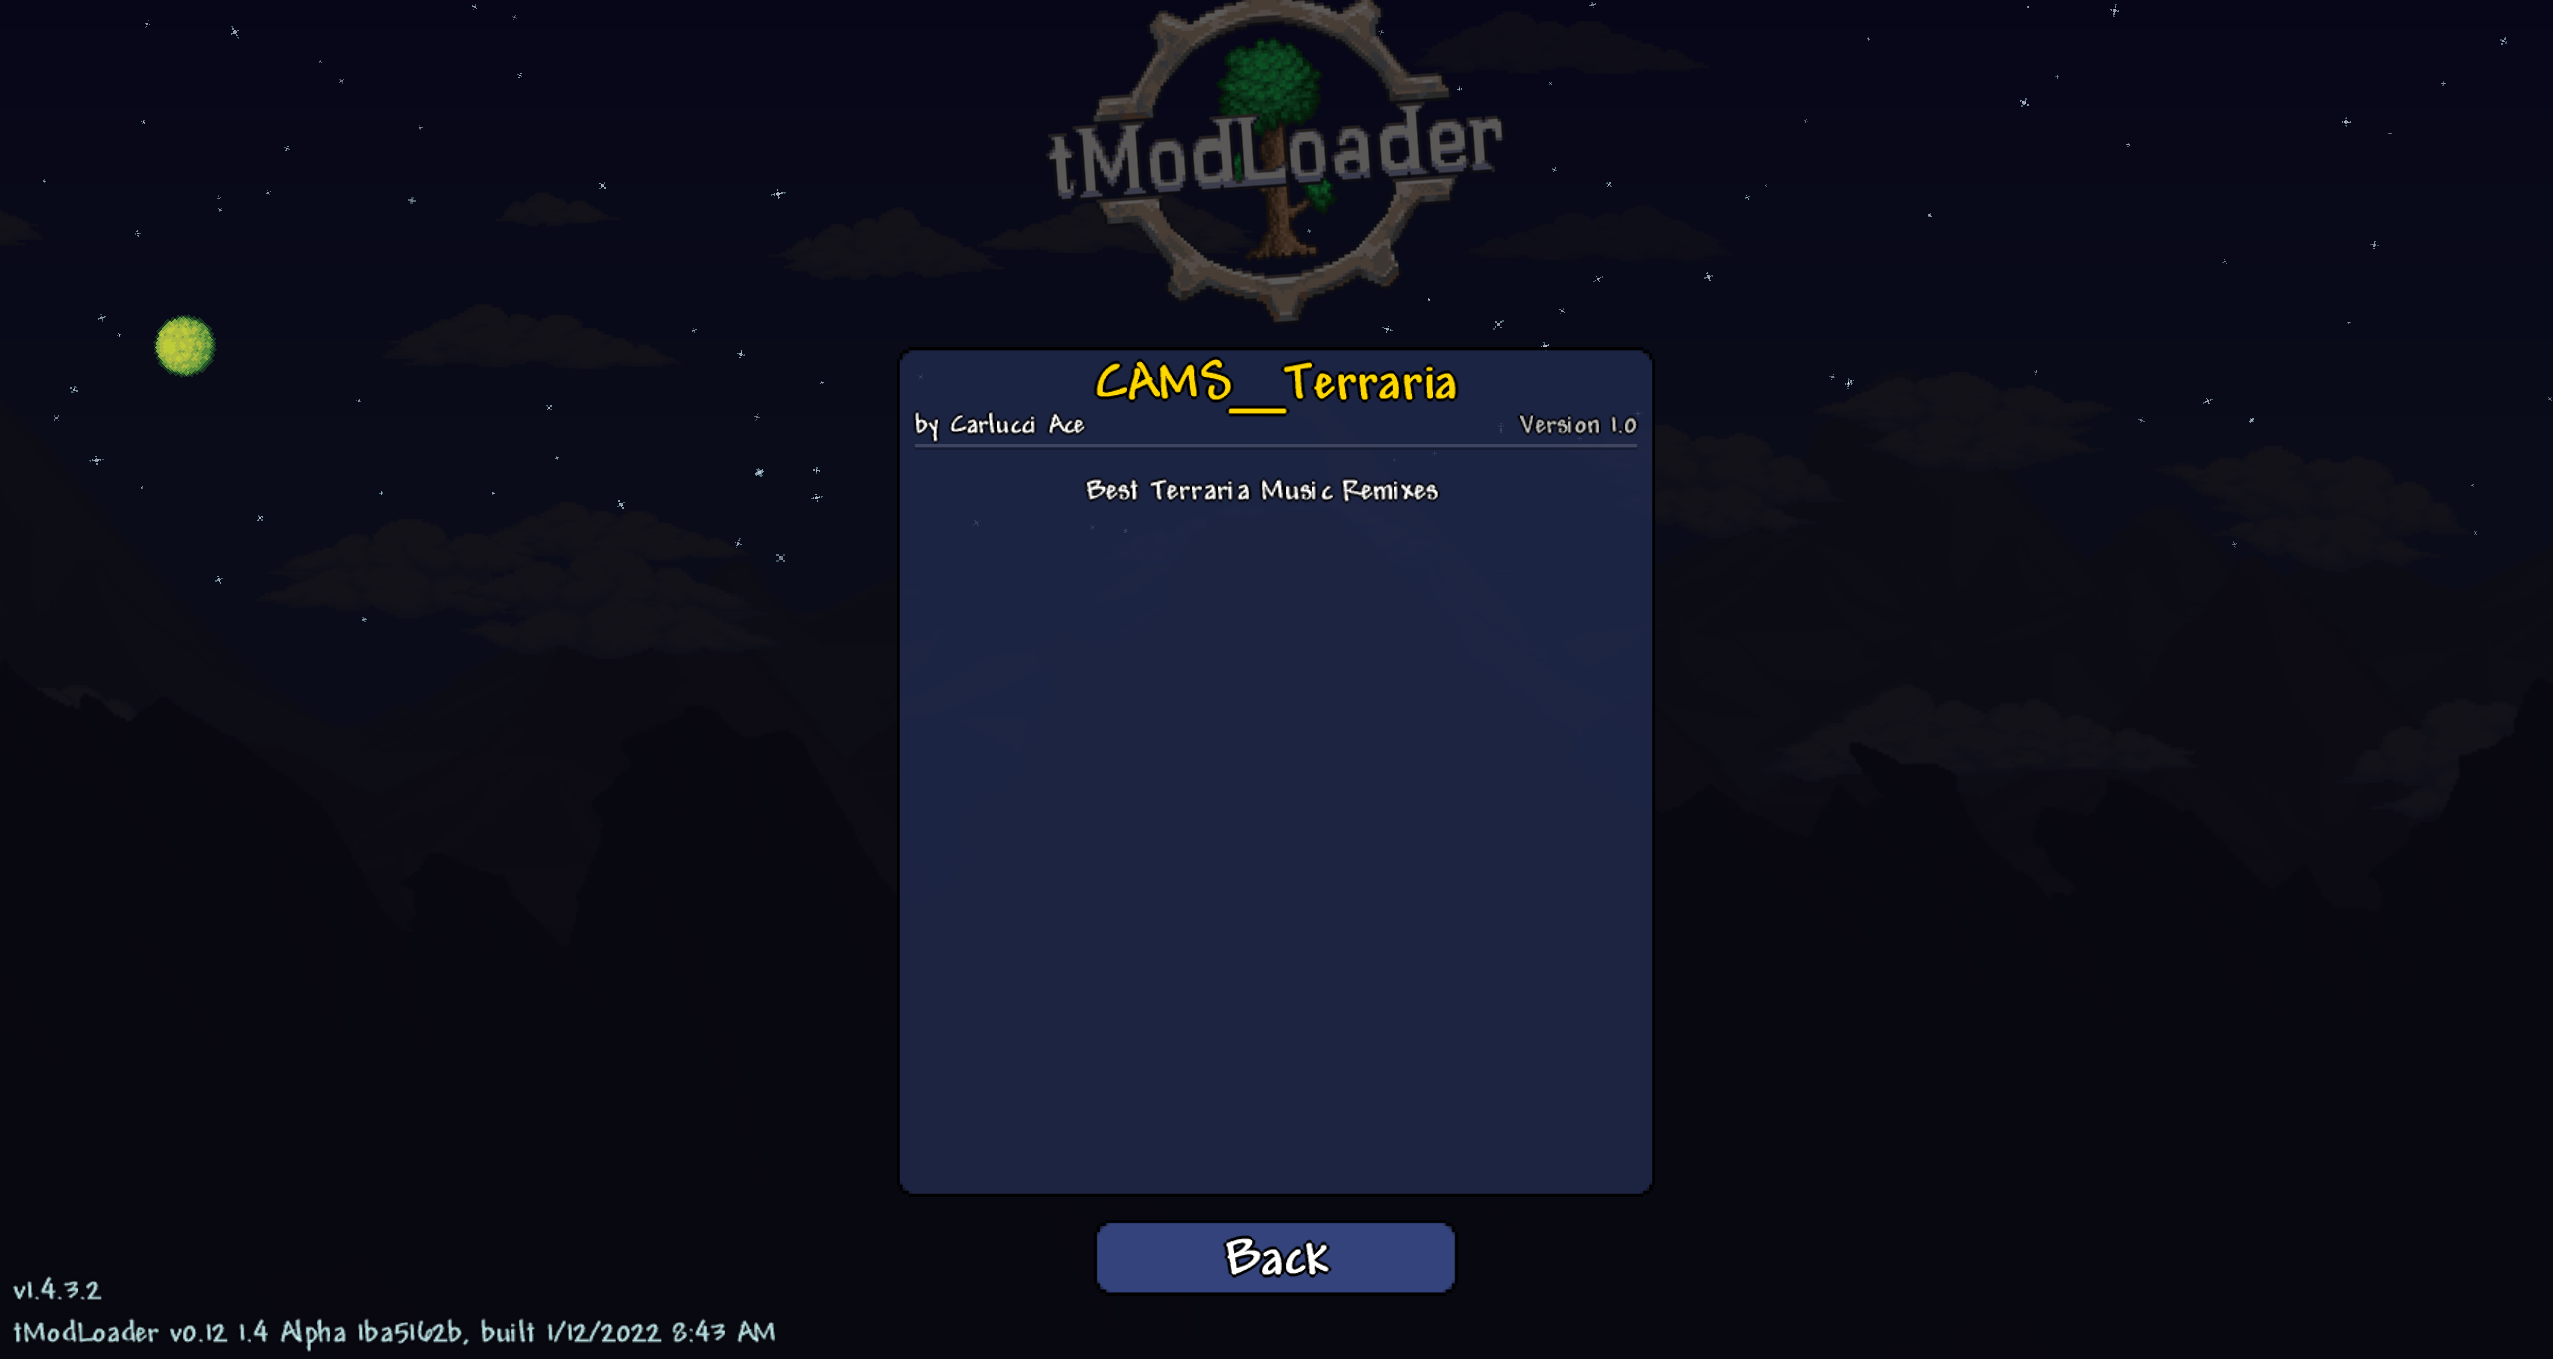 tModLoader
CAMS__Terraria
by Carlucci Ace
Version 1.0
Best Terraria Music Remixes
Back
v1.4.3.2
tModLoader v0.12 1.4 Alpha 1ba5162b, built 1/12/2022 8:43 AM